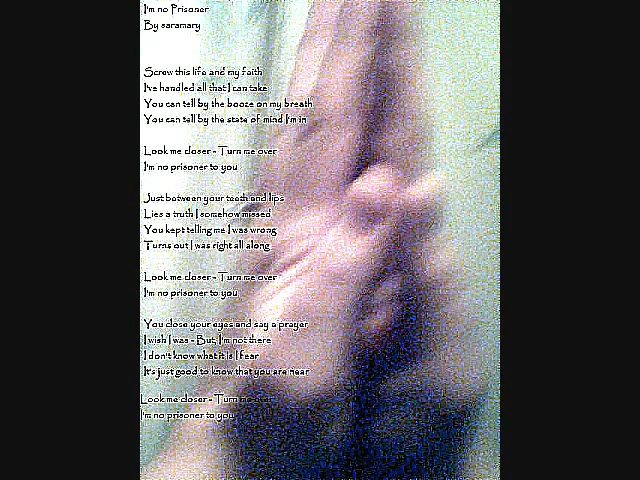 I'm no Prisoner
By saramary
Screw this life and my faith
I've handled all that I can take
You can tell by the booze on my breath
You can tell by the state of mind I'm in
Look me closer - Turn me over
I'm no prisoner to you
Just between your teeth and lips
Lies a truth I somehow missed
You kept telling me I was wrong
Turns out I was right all along
Look me closer - Turn me over
I'm no prisoner to you
You close your eyes and say a prayer
I wish I was - But, I'm not there
I don't know what it is I fear
It's just good to know that you are near
Look me closer - Turn me over
I'm no prisoner to you